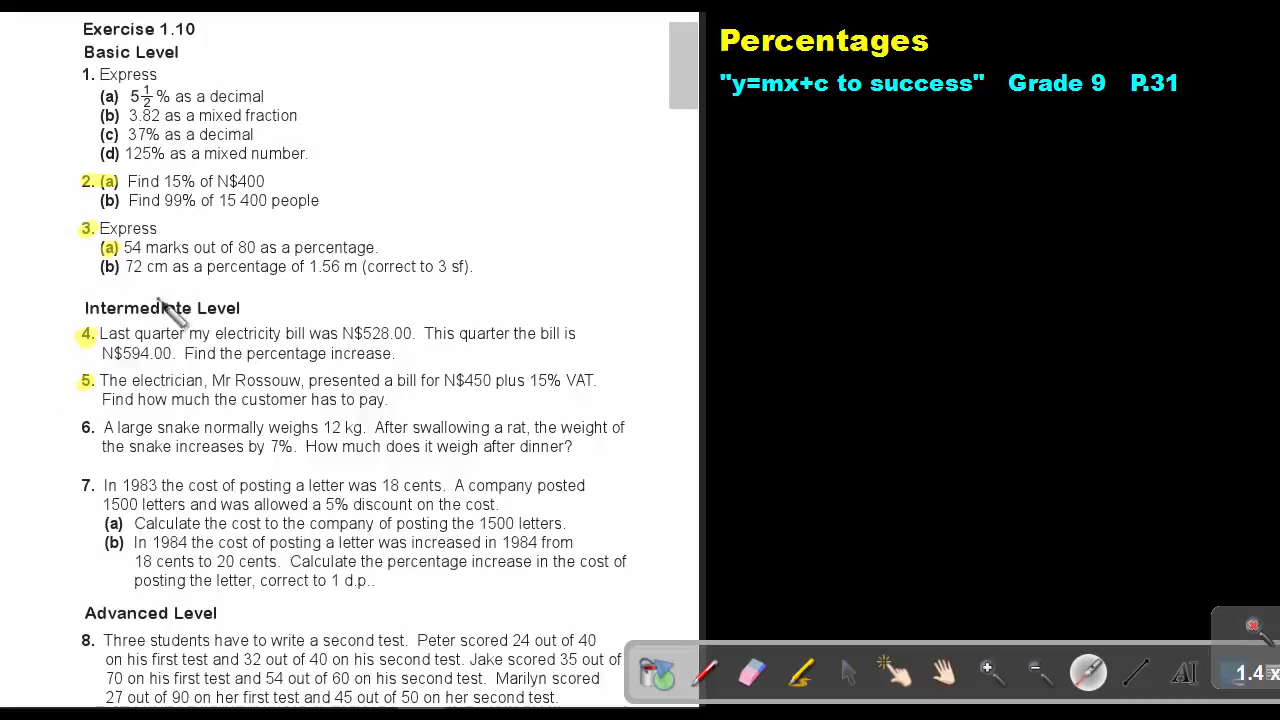 Exercise 1.10
Basic Level
1. Express
(a) 5 1/2 % as a decimal
(b) 3.82 as a mixed fraction
(c) 37% as a decimal
(d) 125% as a mixed number.
2. (a) Find 15% of N$400
(b) Find 99% of 15 400 people
3. Express
(a) 54 marks out of 80 as a percentage.
(b) 72 cm as a percentage of 1.56 m (correct to 3 sf).
Intermediate Level
4. Last quarter my electricity bill was N$528.00. This quarter the bill is
N$594.00. Find the percentage increase.
5. The electrician, Mr Rossouw, presented a bill for N$450 plus 15% VAT.
Find how much the customer has to pay.
6. A large snake normally weighs 12 kg. After swallowing a rat, the weight of
the snake increases by 7%. How much does it weigh after dinner?
7. In 1983 the cost of posting a letter was 18 cents. A company posted
1500 letters and was allowed a 5% discount on the cost.
(a) Calculate the cost to the company of posting the 1500 letters.
(b) In 1984 the cost of posting a letter was increased in 1984 from
18 cents to 20 cents. Calculate the percentage increase in the cost of
posting the letter, correct to 1 d.p..
Advanced Level
8. Three students have to write a second test. Peter scored 24 out of 40
on his first test and 32 out of 40 on his second test. Jake scored 35 out of
70 on his first test and 54 out of 60 on his second test. Marilyn scored
27 out of 90 on her first test and 45 out of 50 on her second test.
Percentages
"y=mx+c to success" Grade 9 P.31
AI
1.4 x